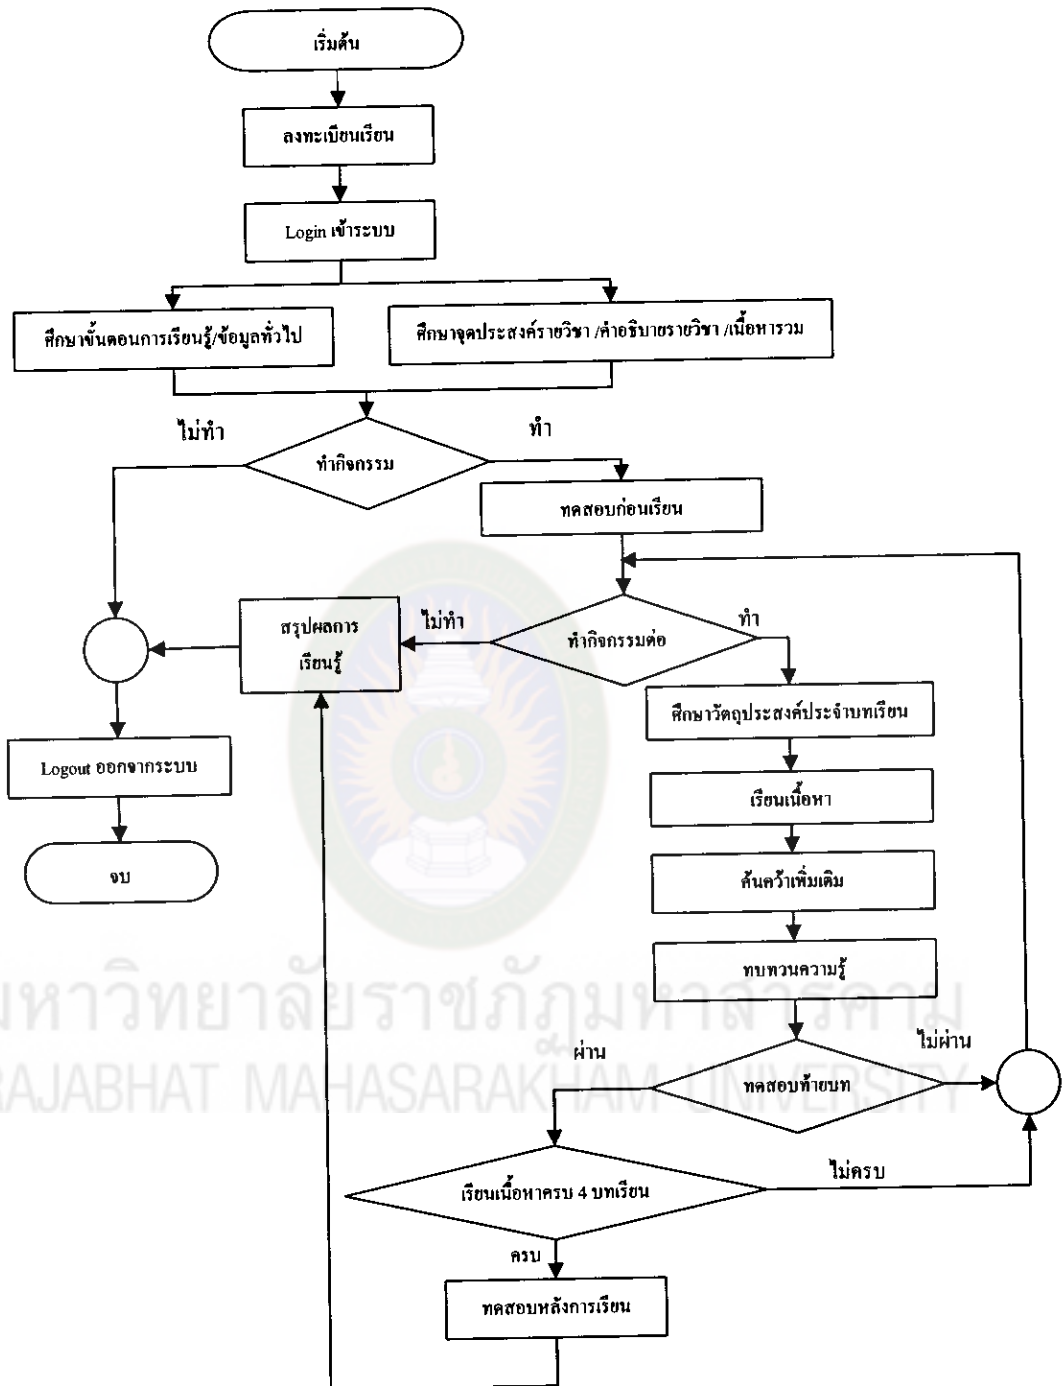 เริ่มต้น
ลงทะเบียนเรียน
Login เข้าระบบ
ศึกษาขั้นตอนการเรียนรู้/ข้อมูลทั่วไป
ศึกษาจุดประสงค์รายวิชา /คำอธิบายรายวิชา /เนื้อหารวม
ไม่ทำ
ทำ
ทำกิจกรรม
ทดสอบก่อนเรียน
สรุปผลการ
เรียนรู้
ไม่ทำ
ทำกิจกรรมต่อ
ทำ
ศึกษาวัตถุประสงค์ประจำบทเรียน
Logout ออกจากระบบ
เรียนเนื้อหา
จบ
ค้นคว้าเพิ่มเติม
ทบทวนความรู้
มหาวิทยาลัยราชภัฏมหาสารคาม
RAJABHAT MAHASARAKHAM UNIVERSITY
ผ่าน
ไม่ผ่าน
ทดสอบท้ายบท
เรียนเนื้อหาครบ 4 บทเรียน
ไม่ครบ
ครบ
ทดสอบหลังการเรียน